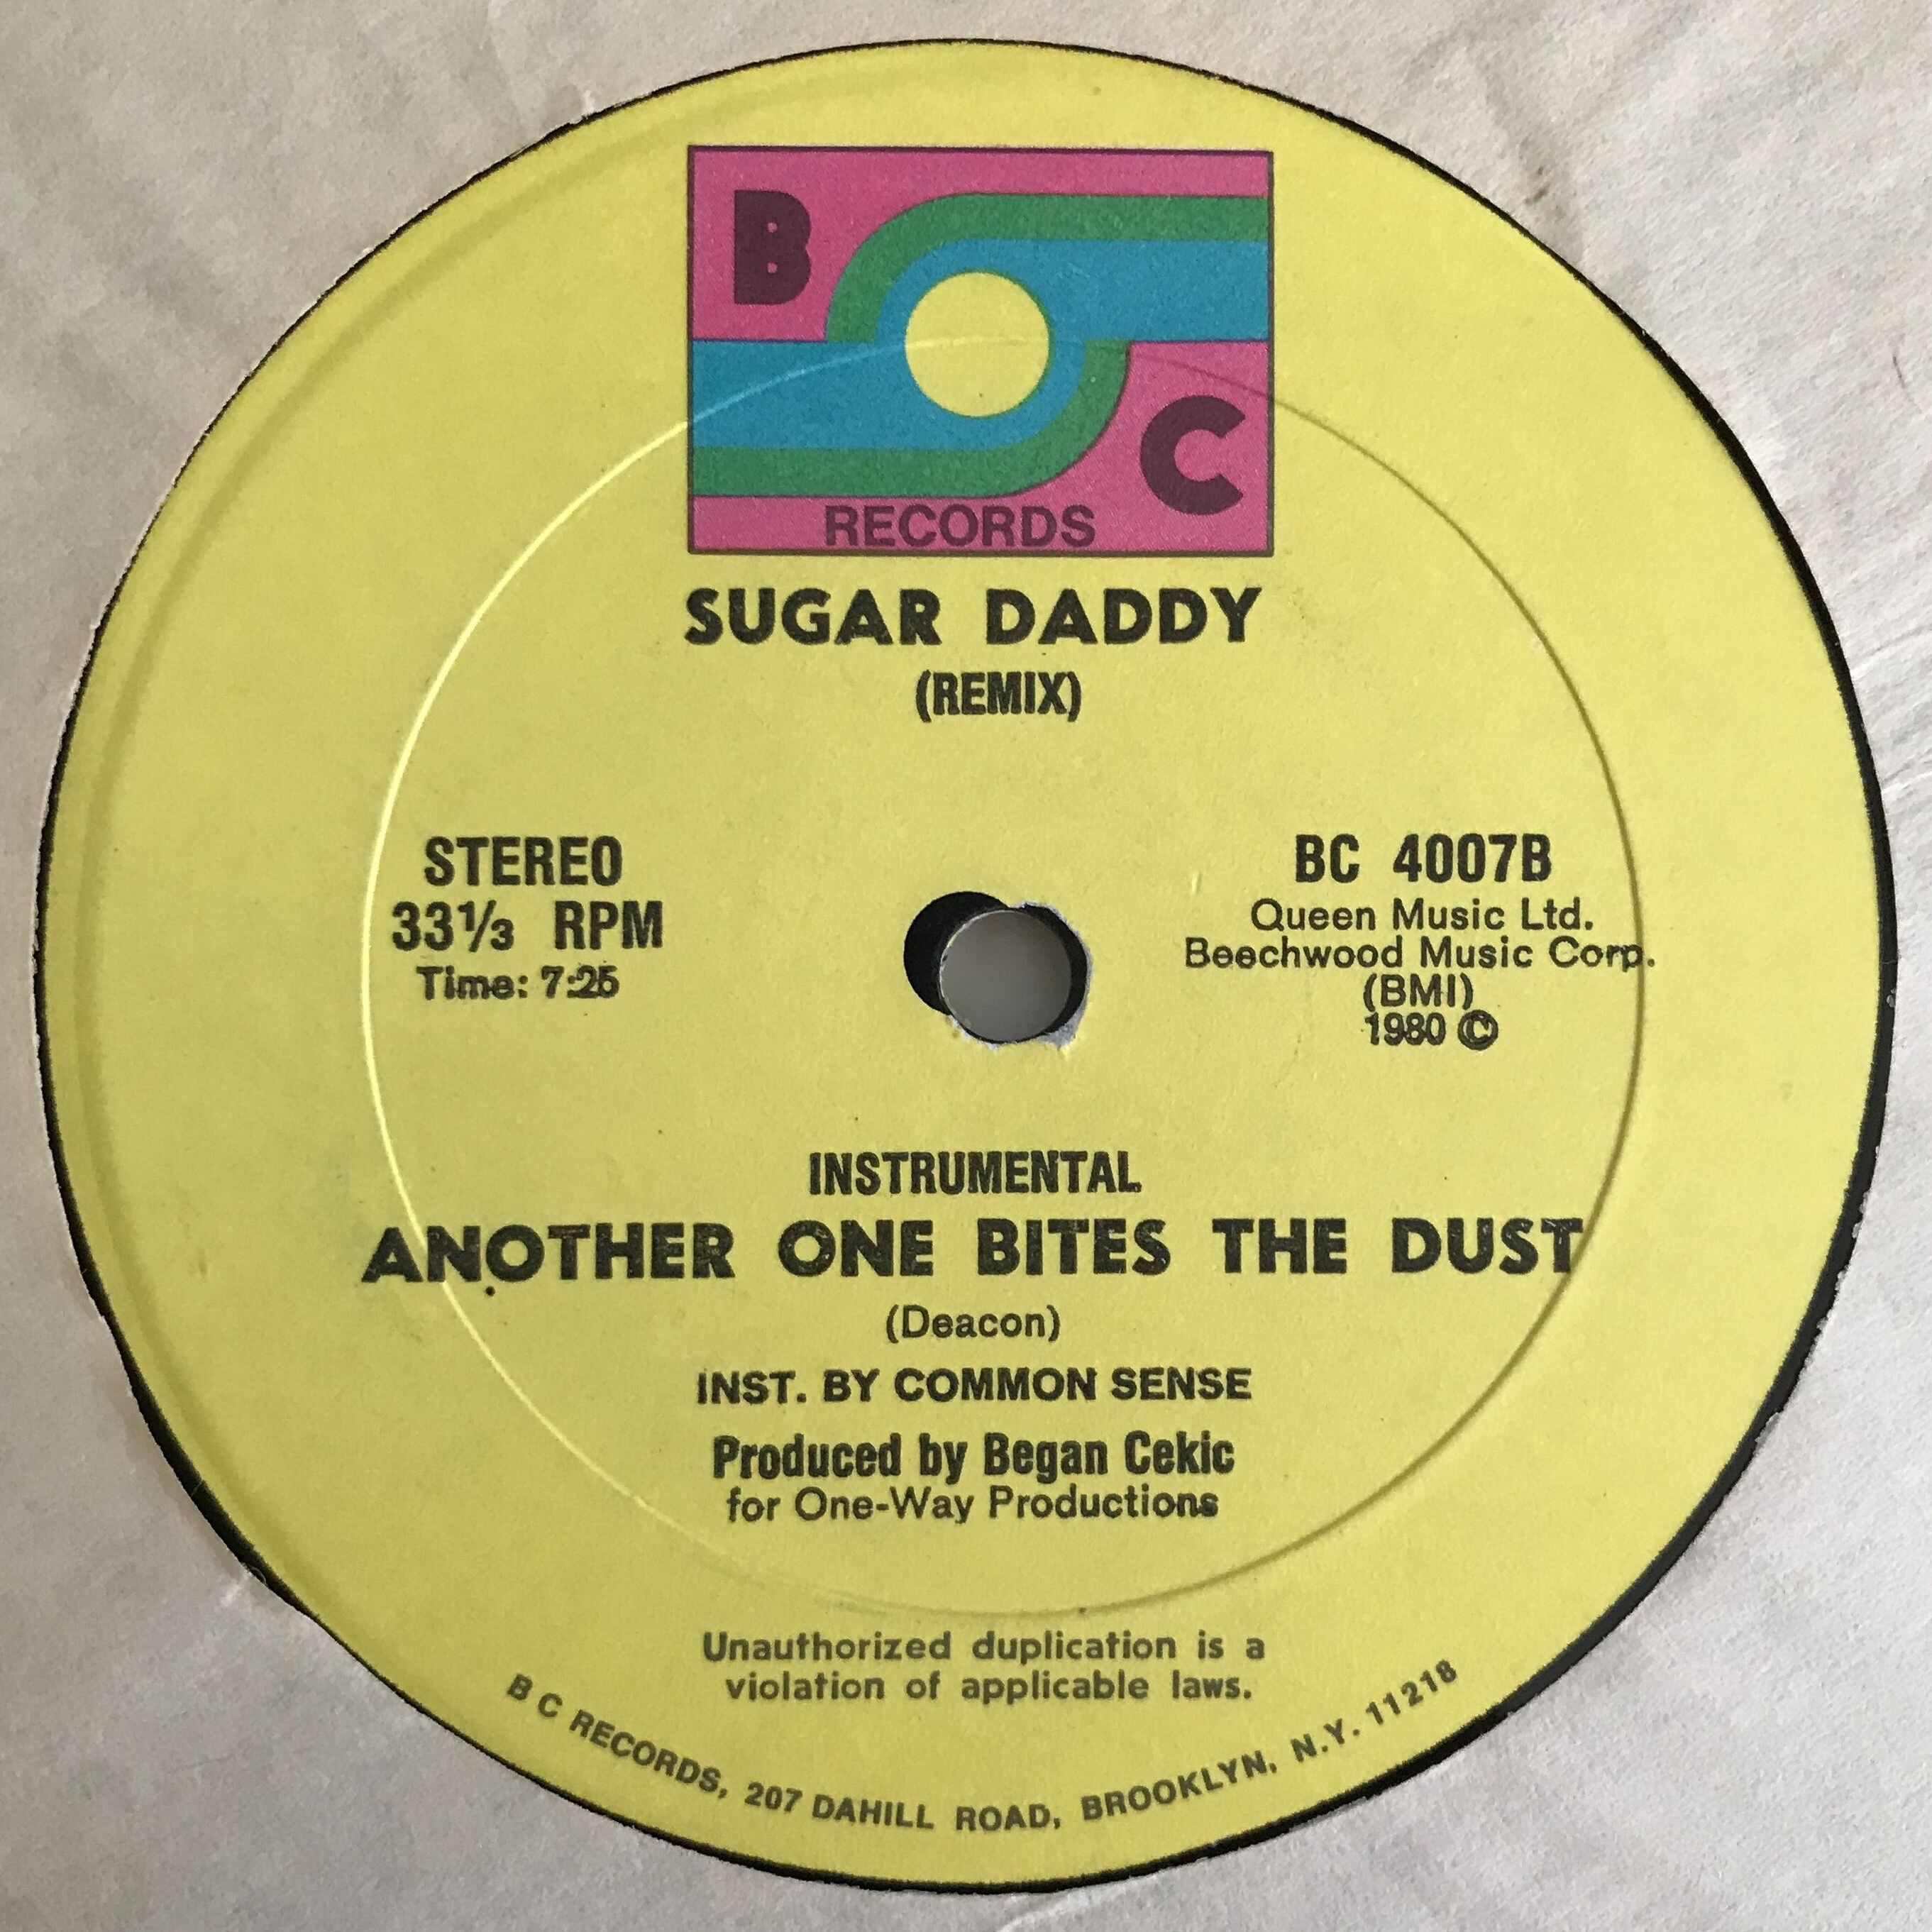 B
C
RECORDS
SUGAR DADDY
(REMIX)
STEREO
33⅓ RPM
Time: 7:25
BC 4007B
Queen Music Ltd.
Beechwood Music Corp.
(BMI)
1980 ©
INSTRUMENTAL
ANOTHER ONE BITES THE DUST
(Deacon)
INST. BY COMMON SENSE
Produced by Began Cekic
for One-Way Productions
Unauthorized duplication is a
violation of applicable laws.
B C RECORDS, 207 DAHILL ROAD, BROOKLYN, N.Y. 11218